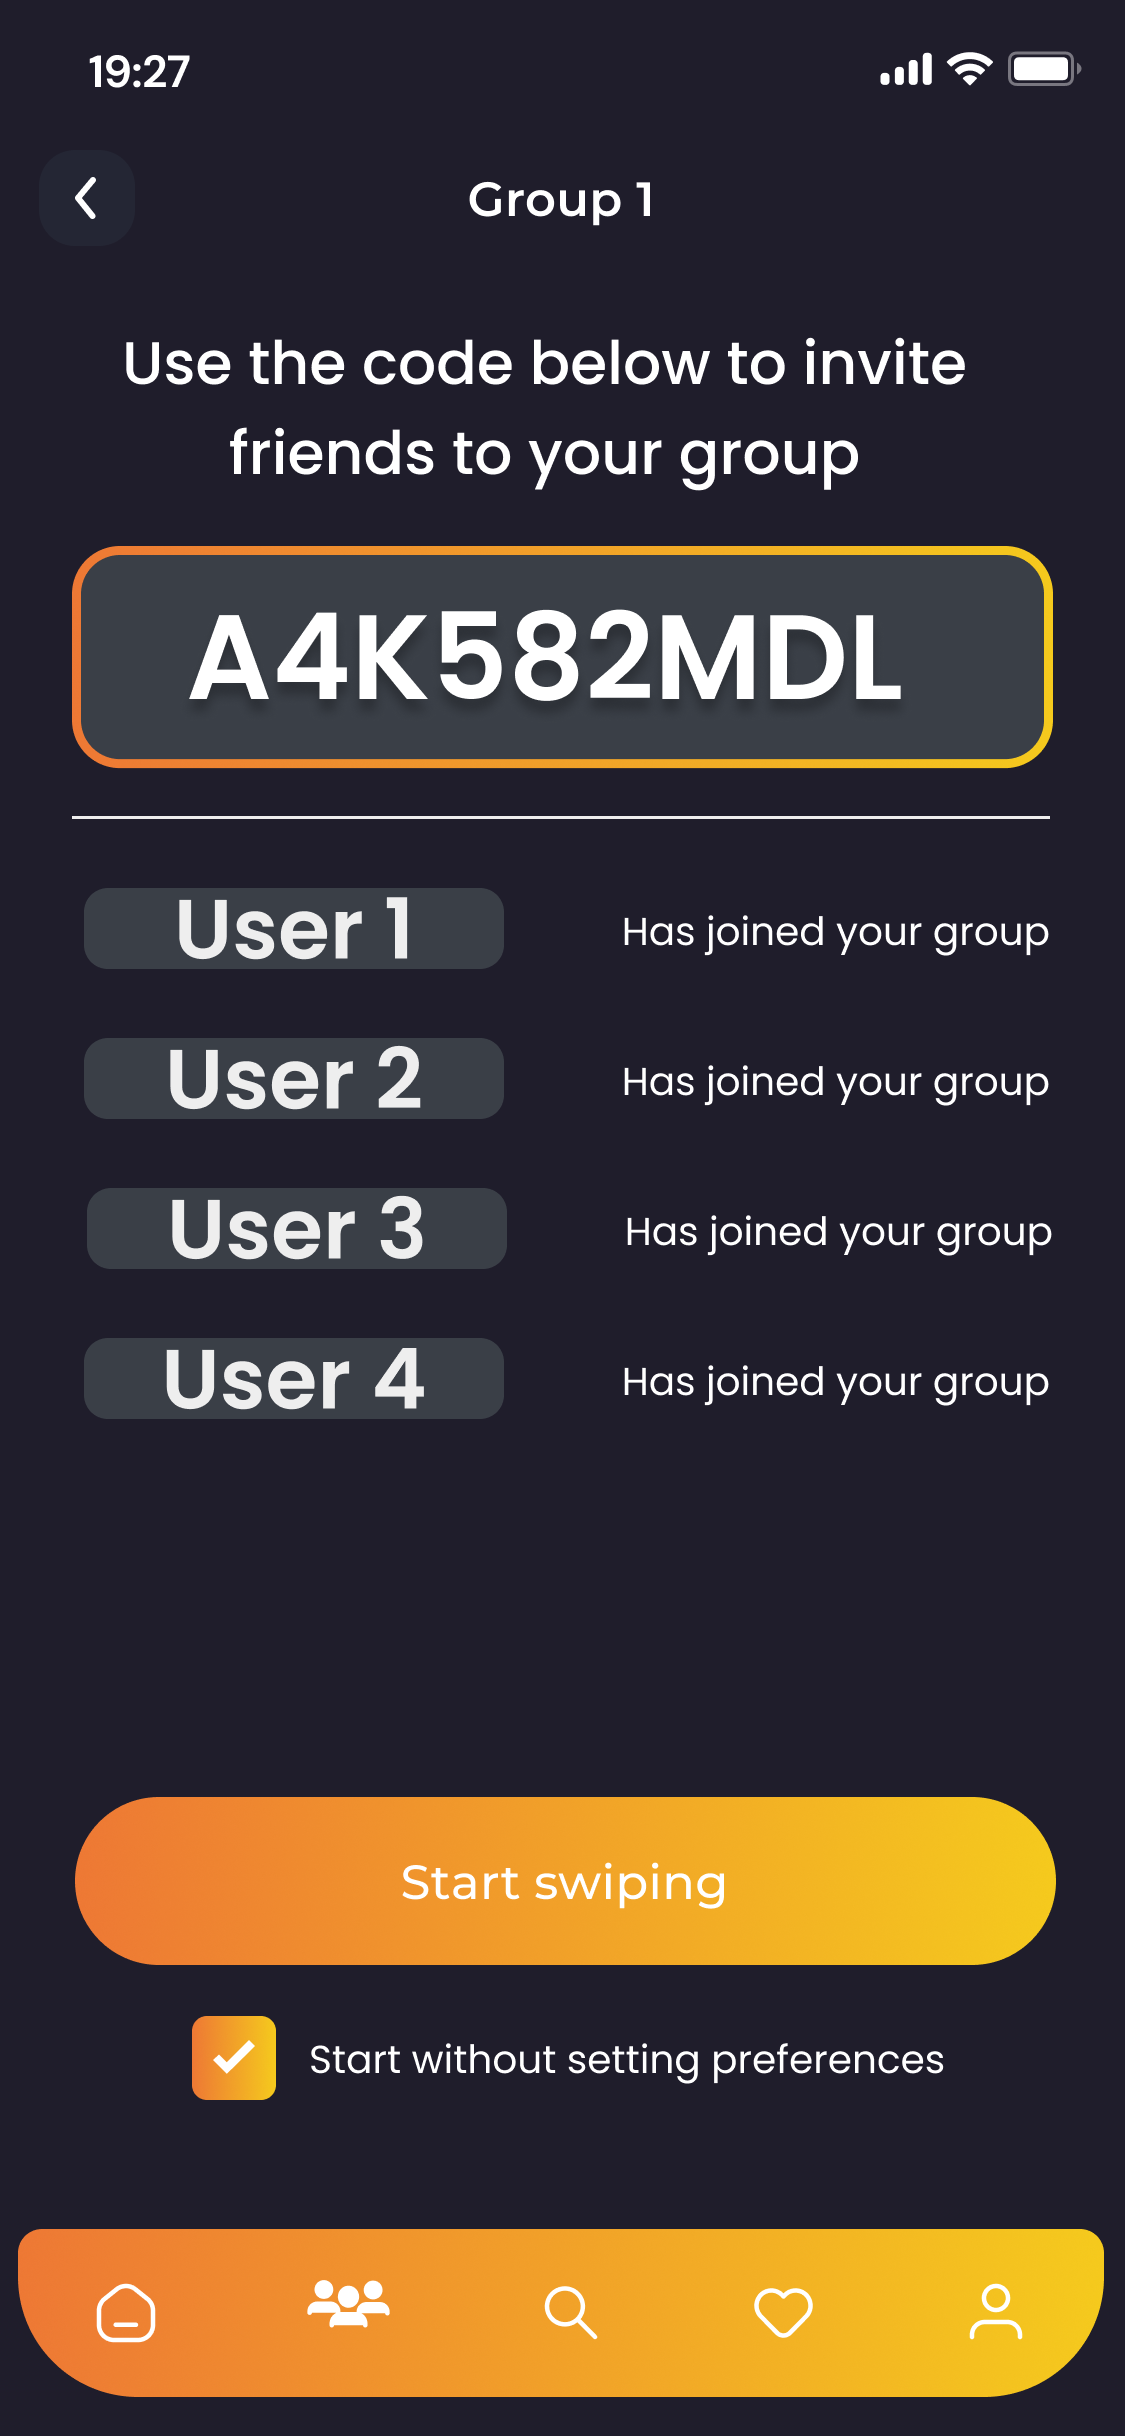 19:27
Group 1
Use the code below to invite
friends to your group
A4K582MDL
User 1 Has joined your group
User 2 Has joined your group
User 3 Has joined your group
User 4 Has joined your group
Start swiping
Start without setting preferences